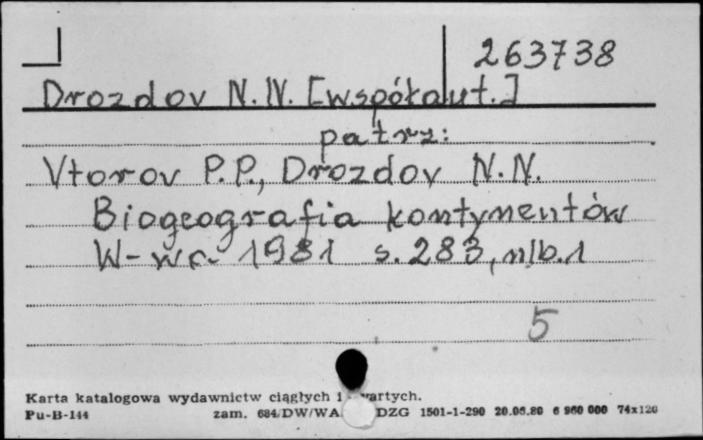 263738
Drozdov N.N. [współaut.]
patrz:
Vtorov P.P., Drozdov N.N.
Biogeografia kontynentów
W-wa 1981 s. 283, nlb.1
5
Karta katalogowa wydawnictw ciągłych i zwartych.
Pu-B-144 zam. 684/DW/WA DZG 1501-1-290 20.05.80 6 960 000 74x120